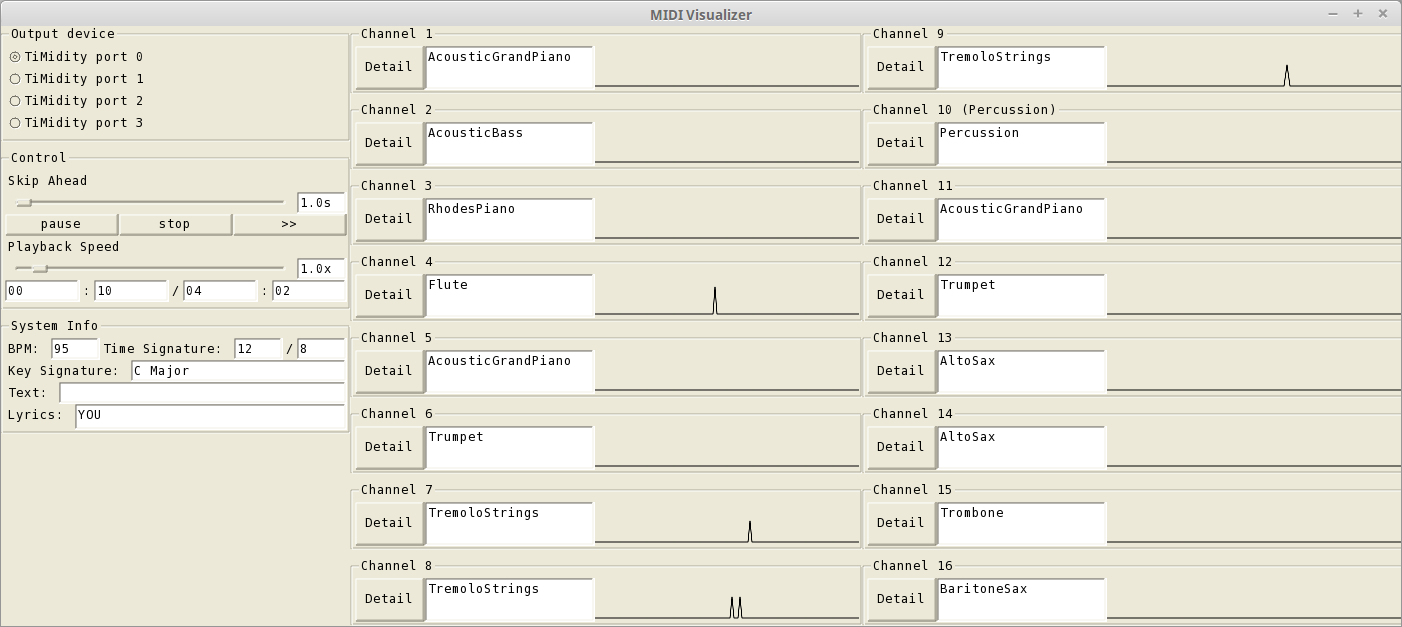 MIDI Visualizer
Output device
TiMidity port 0
TiMidity port 1
TiMidity port 2
TiMidity port 3
Control
Skip Ahead
1.0s
pause stop >>
Playback Speed
1.0x
00 : 10 / 04 : 02
System Info
BPM: 95 Time Signature: 12 / 8
Key Signature: C Major
Text:
Lyrics: YOU
Channel 1
Detail AcousticGrandPiano
Channel 2
Detail AcousticBass
Channel 3
Detail RhodesPiano
Channel 4
Detail Flute
Channel 5
Detail AcousticGrandPiano
Channel 6
Detail Trumpet
Channel 7
Detail TremoloStrings
Channel 8
Detail TremoloStrings
Channel 9
Detail TremoloStrings
Channel 10 (Percussion)
Detail Percussion
Channel 11
Detail AcousticGrandPiano
Channel 12
Detail Trumpet
Channel 13
Detail AltoSax
Channel 14
Detail AltoSax
Channel 15
Detail Trombone
Channel 16
Detail BaritoneSax